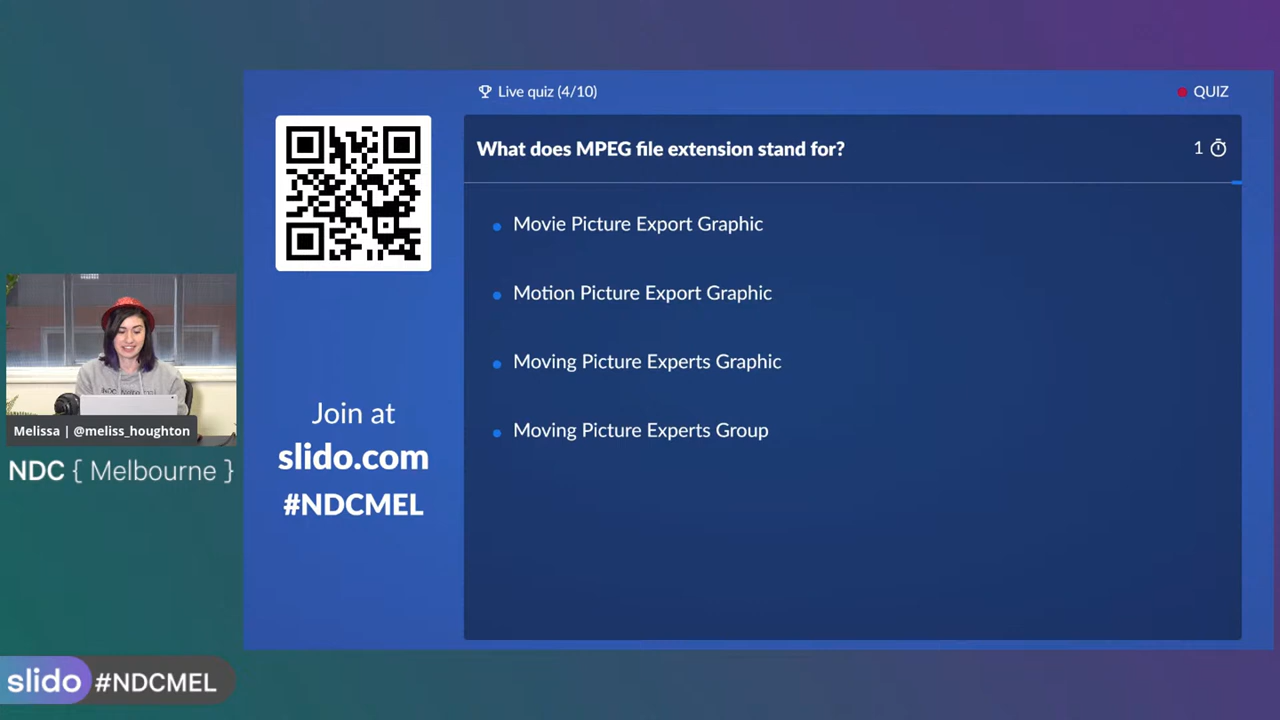 Live quiz (4/10)
QUIZ
What does MPEG file extension stand for?
1
Movie Picture Export Graphic
Motion Picture Export Graphic
Moving Picture Experts Graphic
Moving Picture Experts Group
Join at
slido.com
#NDCMEL
Melissa | @meliss_houghton
NDC { Melbourne }
slido #NDCMEL